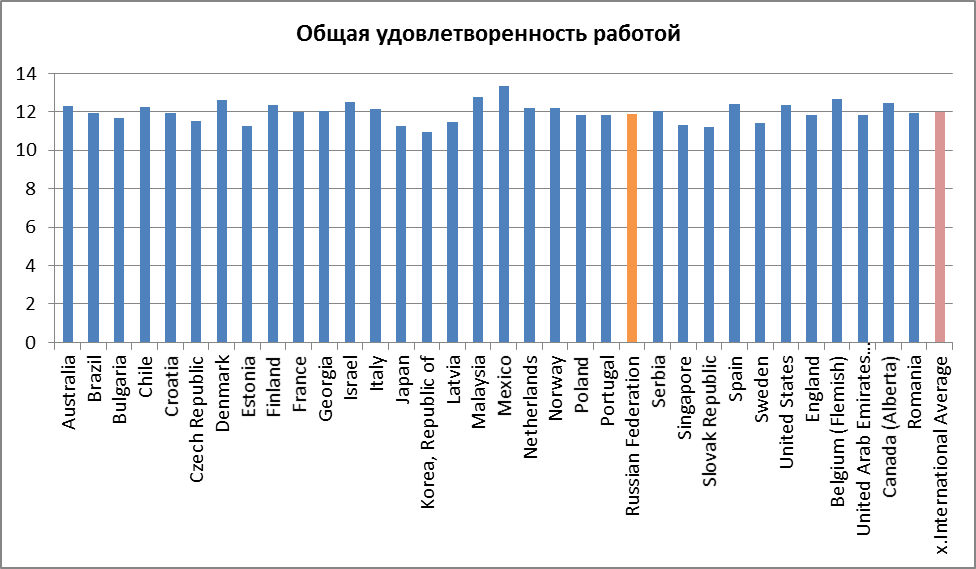 Общая удовлетворенность работой
14
12
10
8
6
4
2
0
Australia
Brazil
Bulgaria
Chile
Croatia
Czech Republic
Denmark
Estonia
Finland
France
Georgia
Israel
Italy
Japan
Korea, Republic of
Latvia
Malaysia
Mexico
Netherlands
Norway
Poland
Portugal
Russian Federation
Serbia
Singapore
Slovak Republic
Spain
Sweden
United States
England
Belgium (Flemish)
United Arab Emirates...
Canada (Alberta)
Romania
x.International Average